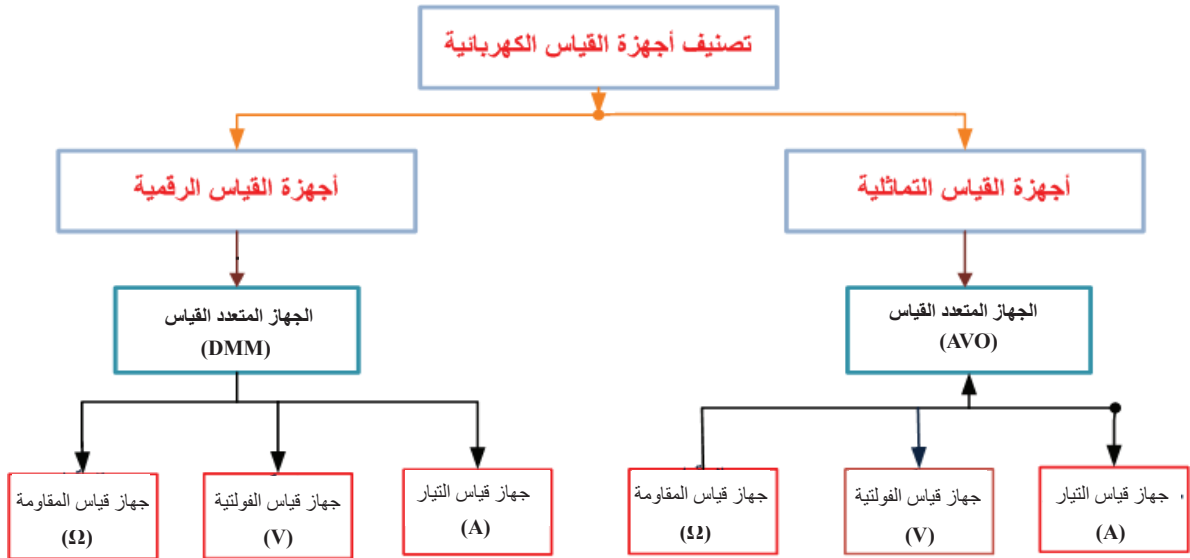 تصنيف أجهزة القياس الكهربائية
أجهزة القياس التماثلية
أجهزة القياس الرقمية
الجهاز المتعدد القياس
(AVO)
الجهاز المتعدد القياس
(DMM)
جهاز قياس التيار
(A)
جهاز قياس الفولتية
(V)
جهاز قياس المقاومة
(Ω)
جهاز قياس التيار
(A)
جهاز قياس الفولتية
(V)
جهاز قياس المقاومة
(Ω)